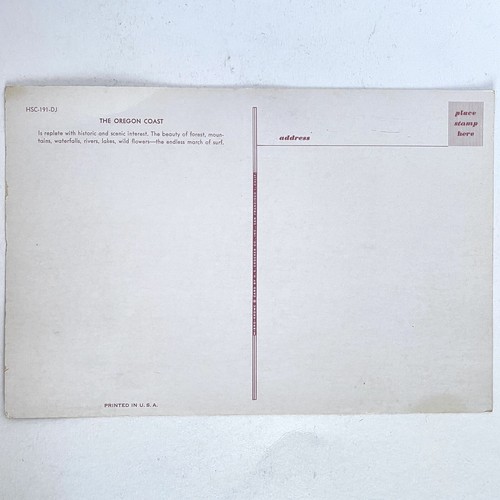 HSC-191-DJ
THE OREGON COAST
Is replete with historic and scenic interest. The beauty of forest, moun-
tains, waterfalls, rivers, lakes, wild flowers—the endless march of surf.
place
stamp
here
address
PRINTED IN U. S. A.